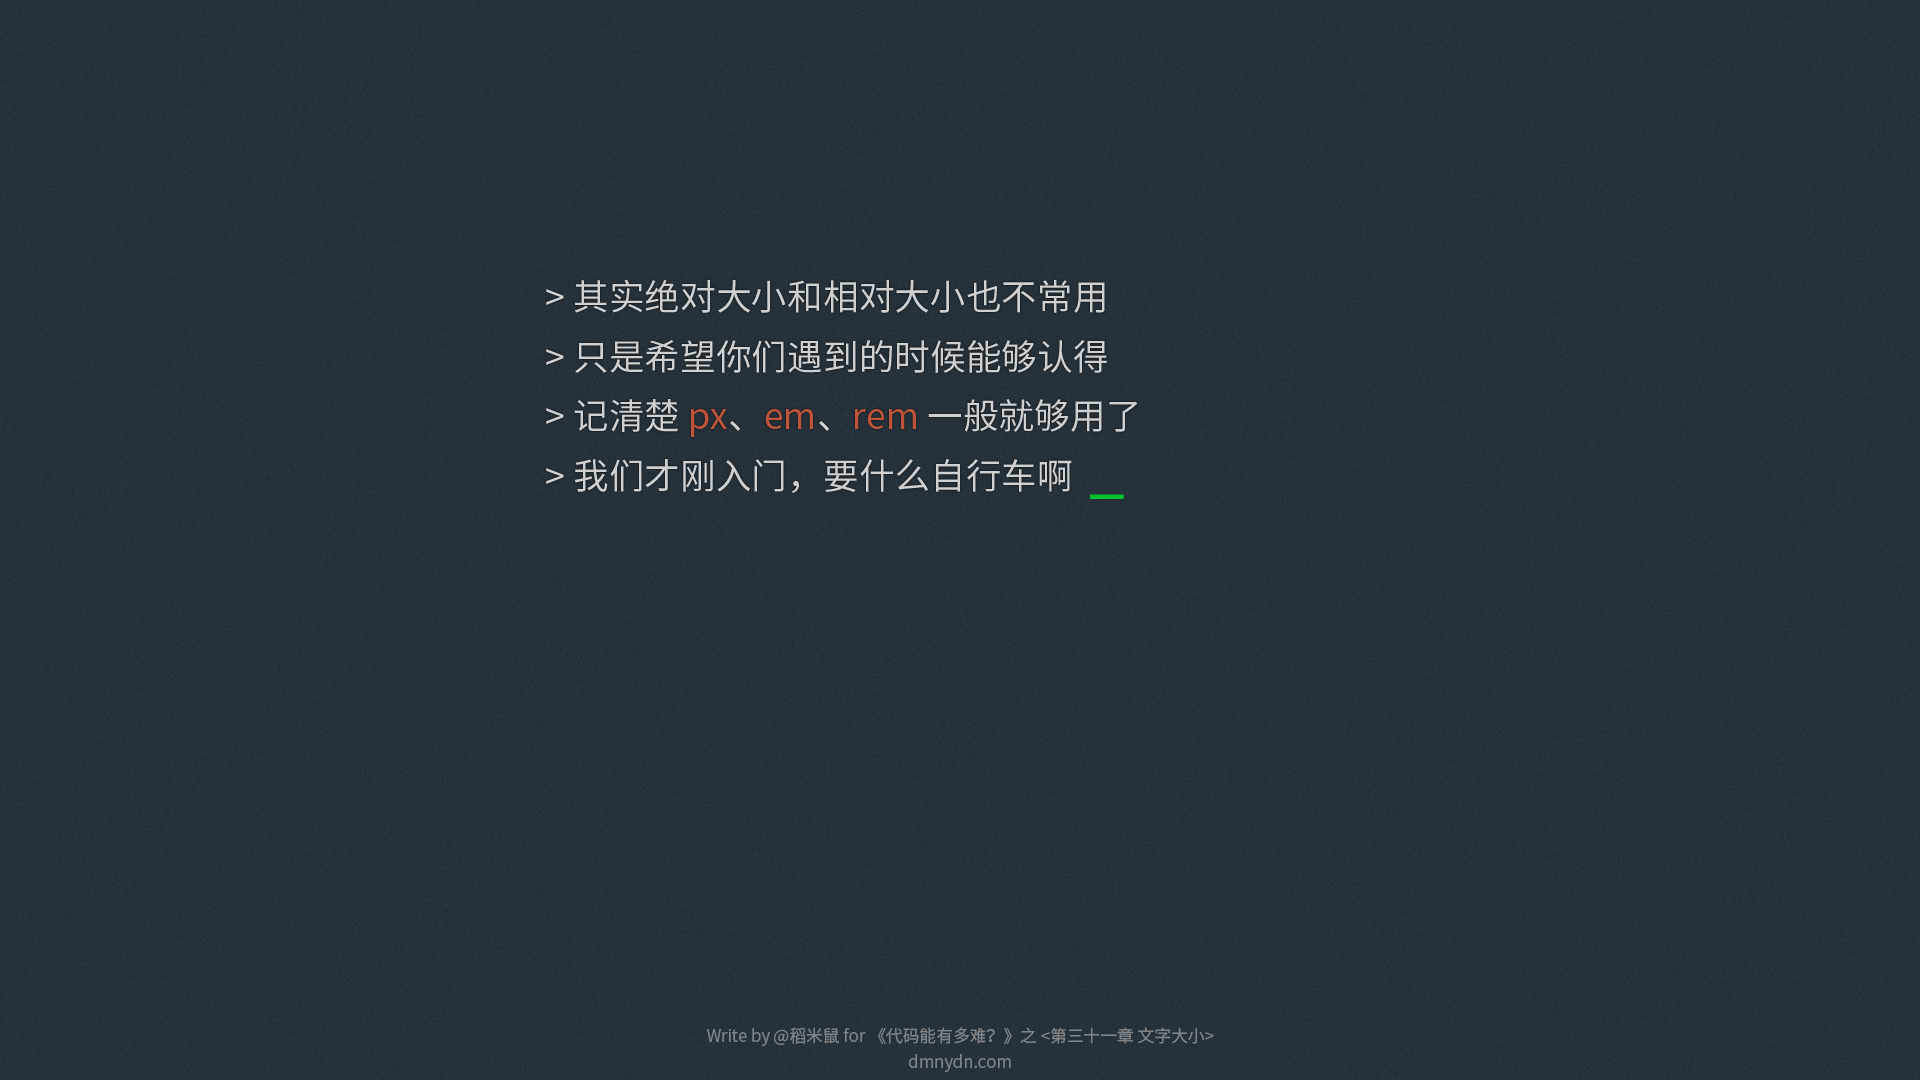 > 其实绝对大小和相对大小也不常用
> 只是希望你们遇到的时候能够认得
> 记清楚 px、em、rem 一般就够用了
> 我们才刚入门，要什么自行车啊 _
Write by @稻米鼠 for 《代码能有多难？》之 <第三十一章 文字大小>
dmnydn.com